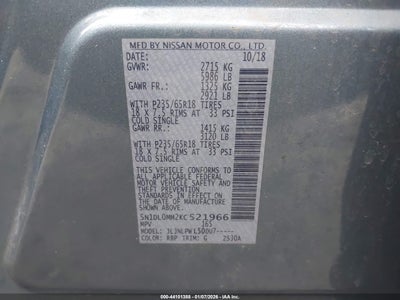 MFD BY NISSAN MOTOR CO., LTD.
DATE: 10/18
GVWR: 2715 KG
5986 LB
GAWR FR.: 1325 KG
2921 LB
WITH P235/65R18 TIRES
18 X 7.5 RIMS AT 33 PSI
COLD SINGLE
GAWR RR.: 1415 KG
3120 LB
WITH P235/65R18 TIRES
18 X 7.5 RIMS AT 33 PSI
COLD SINGLE
THIS VEHICLE CONFORMS TO ALL
APPLICABLE U.S. FEDERAL
MOTOR VEHICLE SAFETY AND
THEFT PREVENTION STANDARDS
IN EFFECT ON THE DATE OF
MANUFACTURE SHOWN ABOVE.
5N1DL0MM2KC521966
MPV
MODEL:
COLOR: RBP TRIM: G
STOCK: 44101388 01/07/2026 IAA, INC.